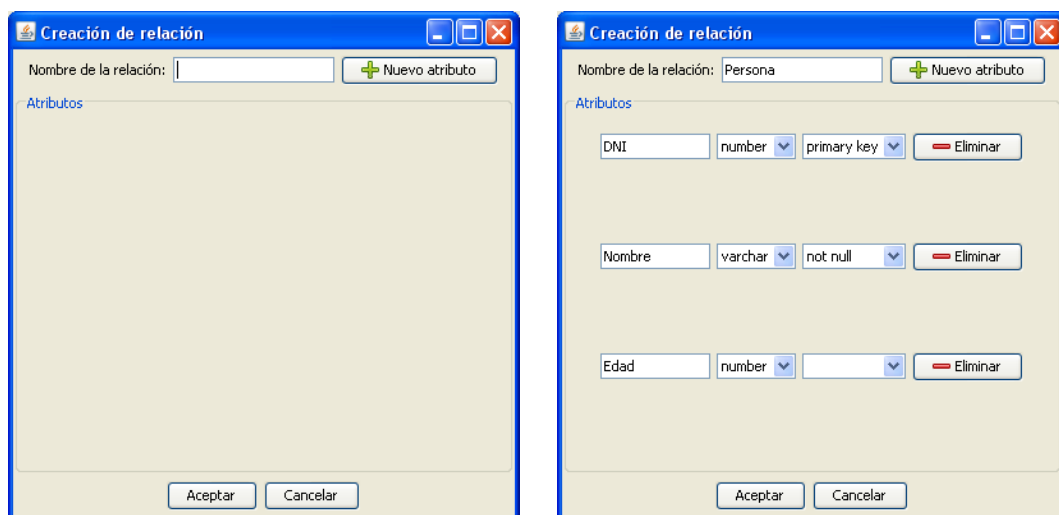 Creación de relación
Nombre de la relación: Nuevo atributo
Atributos
Aceptar Cancelar
Creación de relación
Nombre de la relación: Persona Nuevo atributo
Atributos
DNI number primary key Eliminar
Nombre varchar not null Eliminar
Edad number Eliminar
Aceptar Cancelar